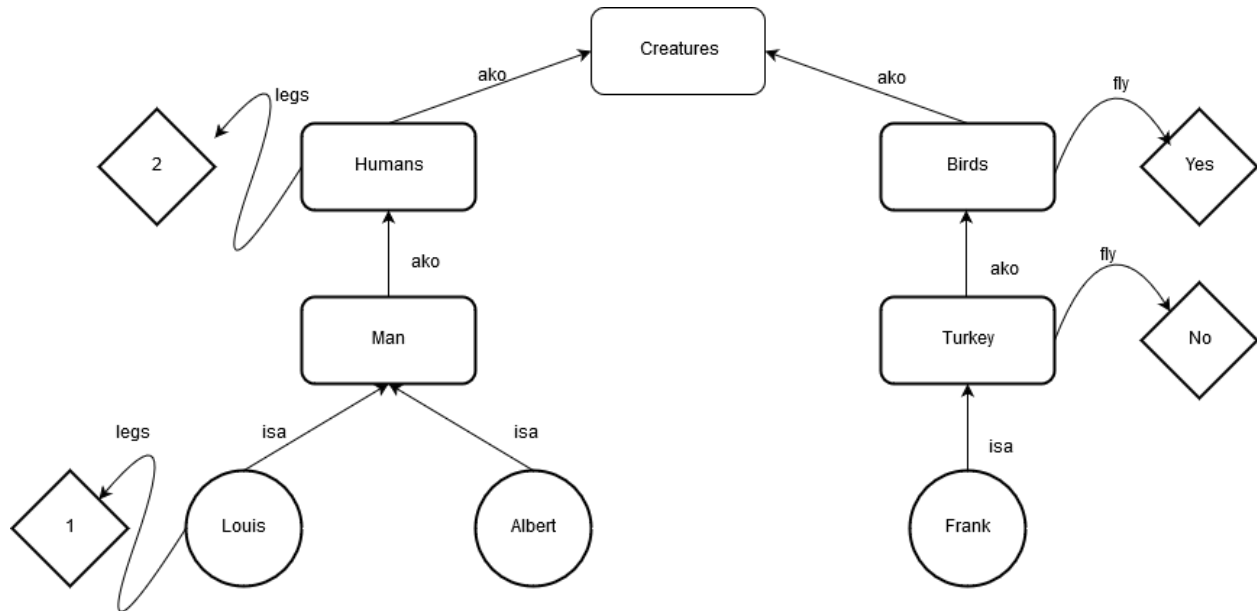 Creatures
ako
ako
fly
legs
2
Humans
Birds
Yes
ako
ako
fly
Man
Turkey
No
legs
isa
isa
isa
1
Louis
Albert
Frank